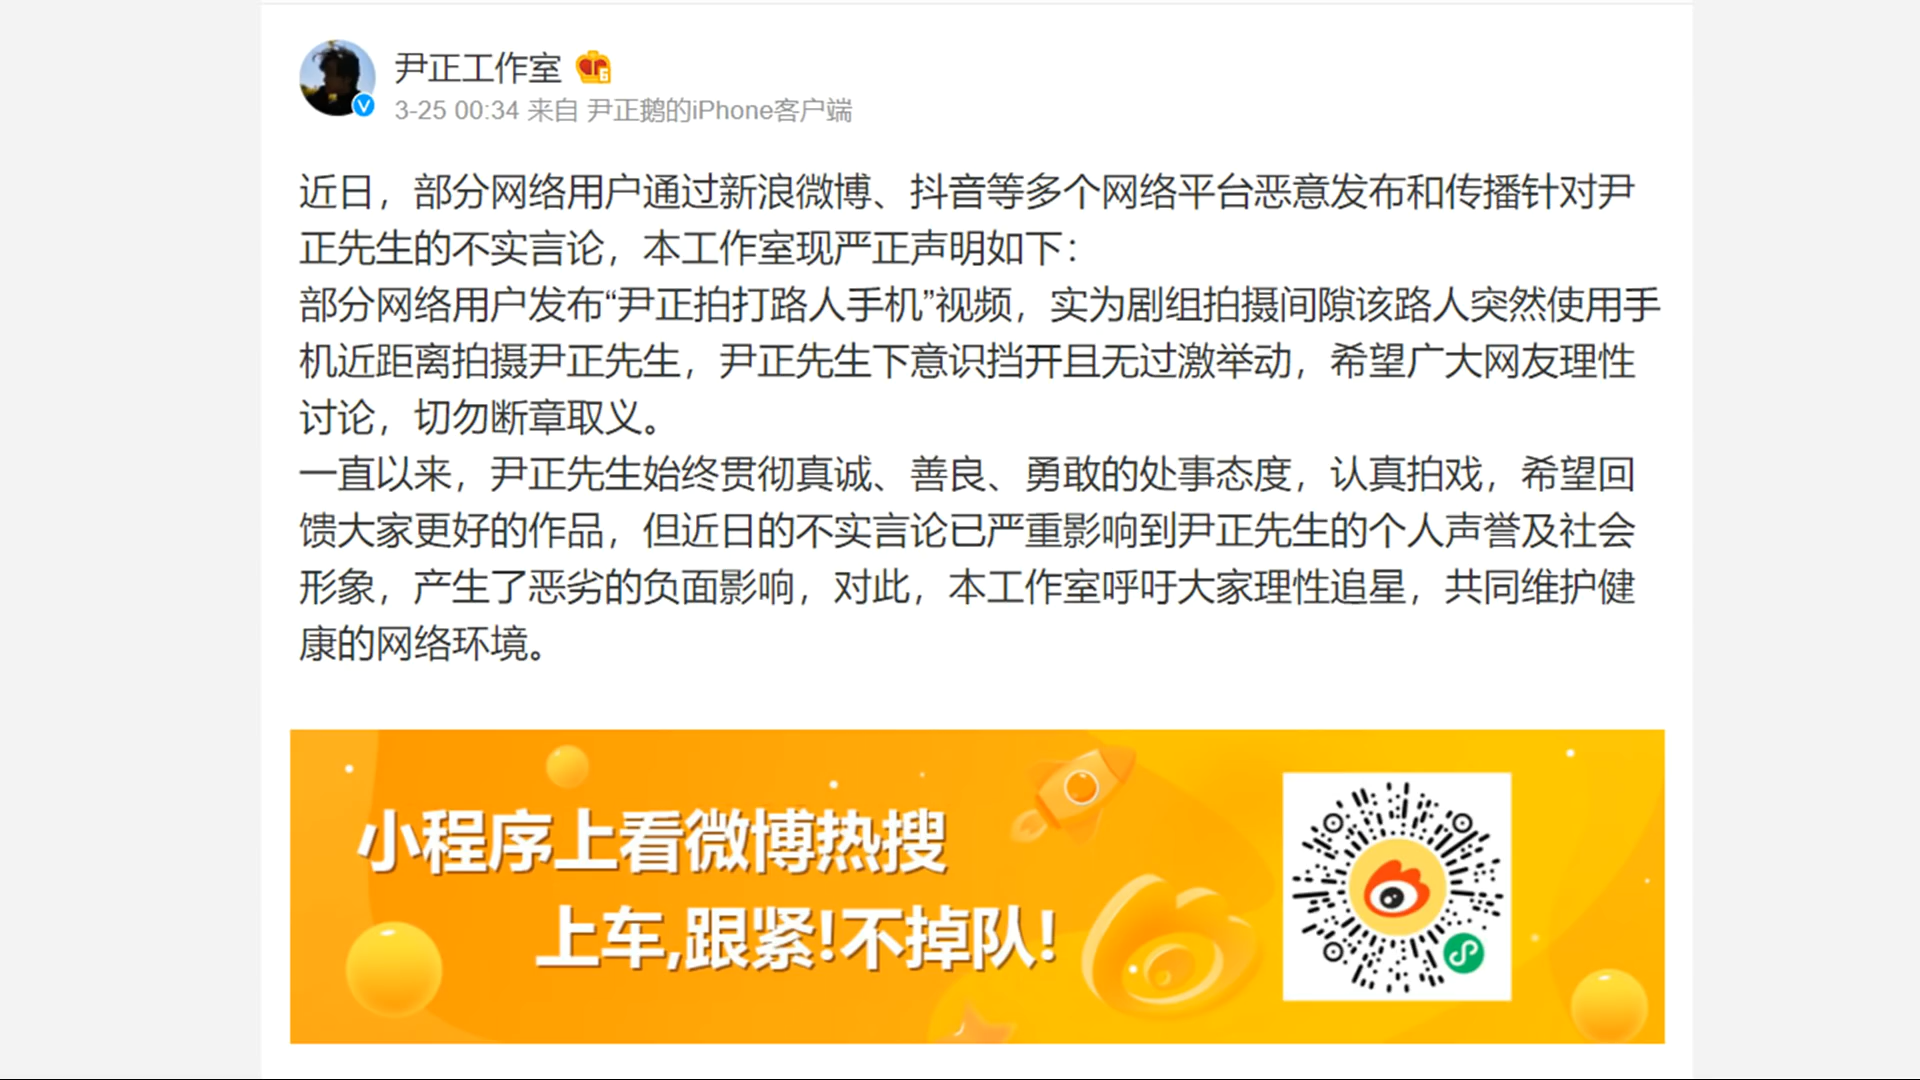 尹正工作室
3-25 00:34 来自 尹正鹅的iPhone客户端
近日，部分网络用户通过新浪微博、抖音等多个网络平台恶意发布和传播针对尹
正先生的不实言论，本工作室现严正声明如下：
部分网络用户发布“尹正拍打路人手机”视频，实为剧组拍摄间隙该路人突然使用手
机近距离拍摄尹正先生，尹正先生下意识挡开且无过激举动，希望广大网友理性
讨论，切勿断章取义。
一直以来，尹正先生始终贯彻真诚、善良、勇敢的处事态度，认真拍戏，希望回
馈大家更好的作品，但近日的不实言论已严重影响到尹正先生的个人声誉及社会
形象，产生了恶劣的负面影响，对此，本工作室呼吁大家理性追星，共同维护健
康的网络环境。
小程序上看微博热搜
上车,跟紧!不掉队!